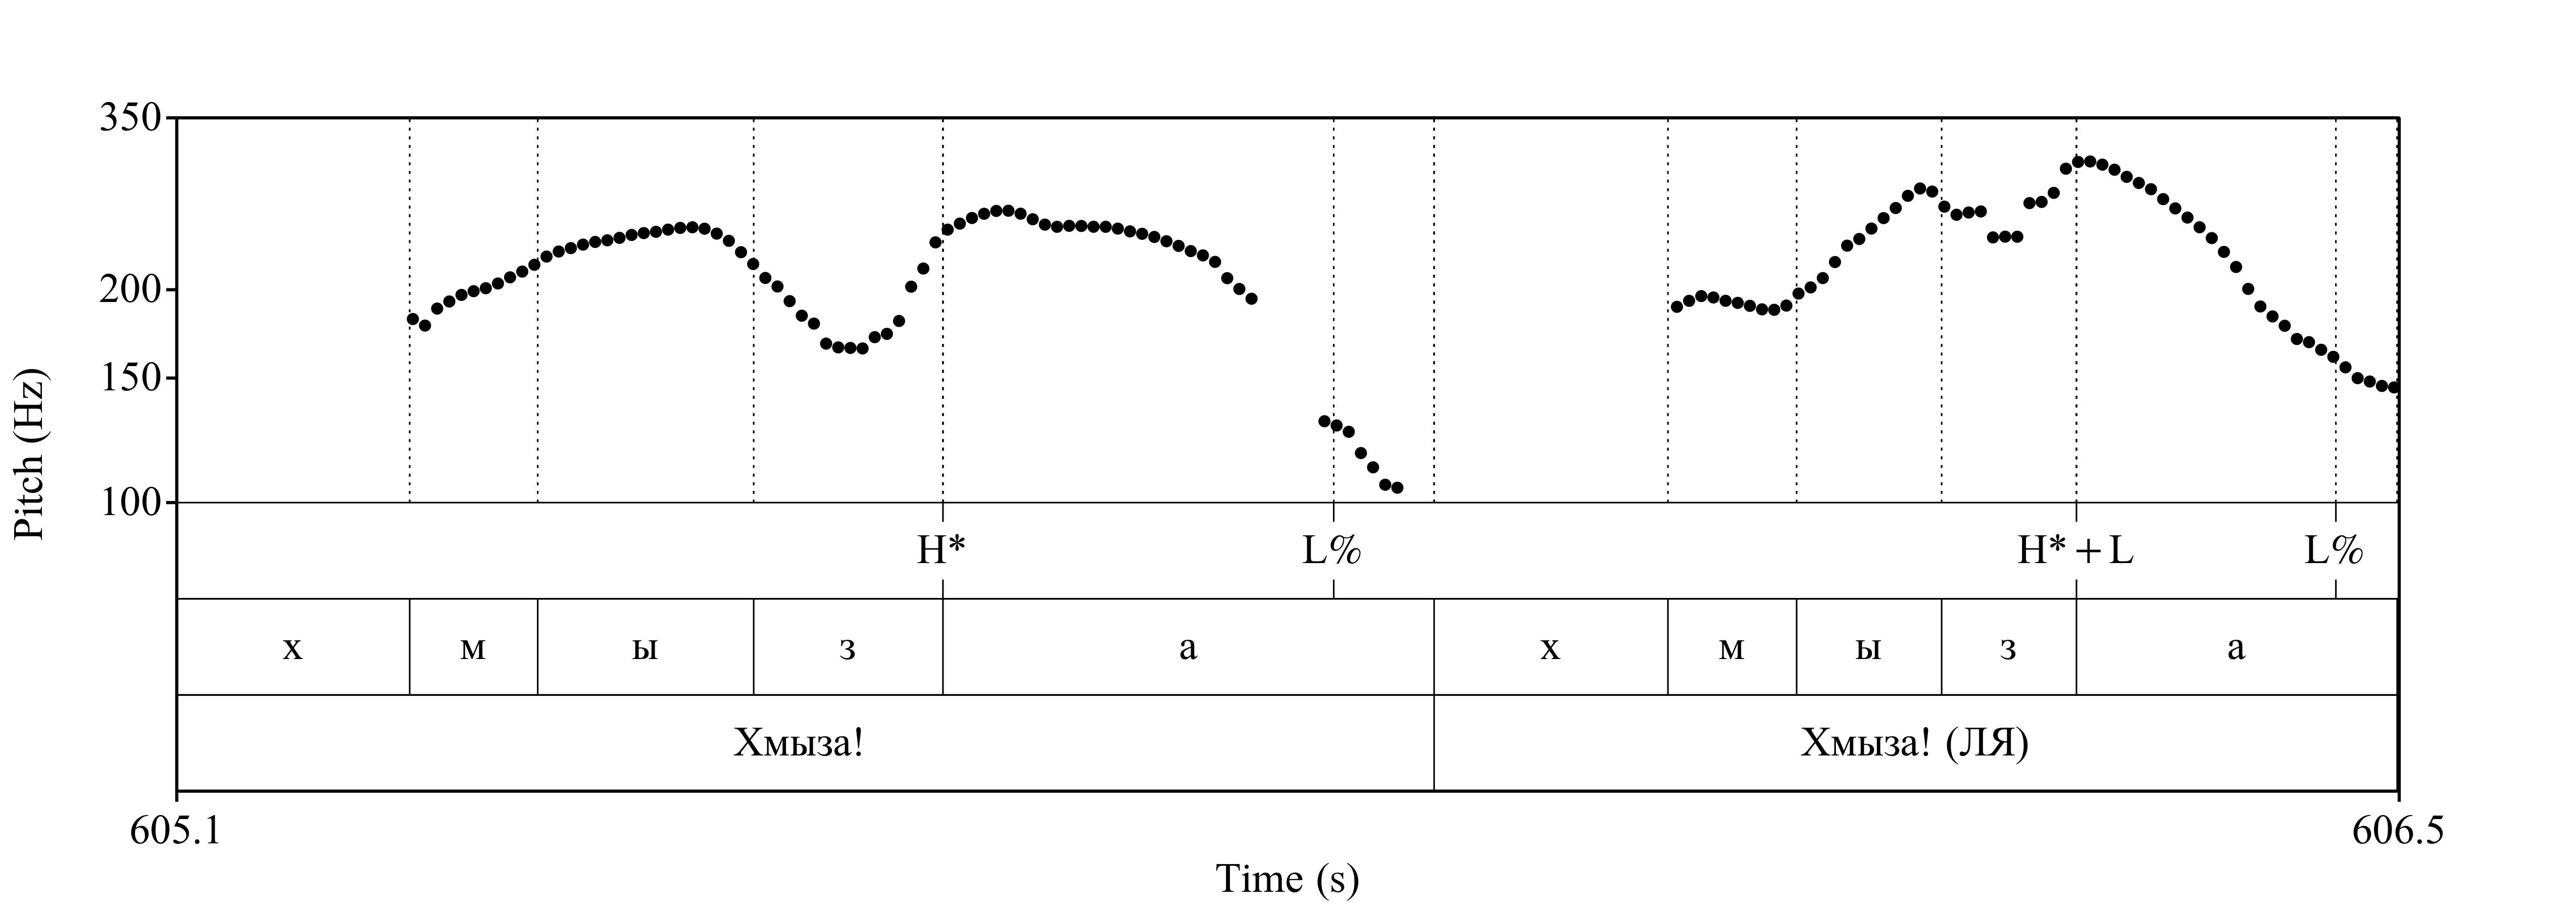 350
200
150
100
Pitch (Hz)
H* L% H* + L L%
х м ы з а х м ы з а
Хмыза! Хмыза! (ЛЯ)
605.1 606.5
Time (s)